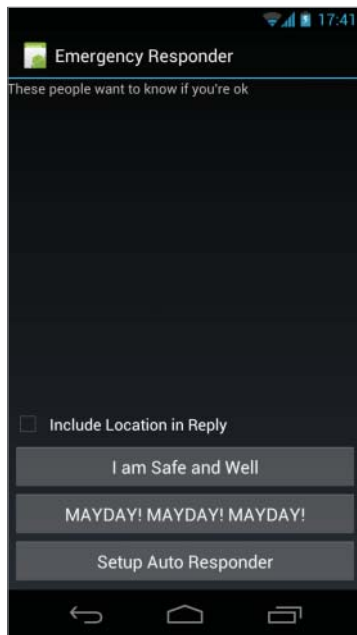 17:41
Emergency Responder
These people want to know if you're ok
Include Location in Reply
I am Safe and Well
MAYDAY! MAYDAY! MAYDAY!
Setup Auto Responder